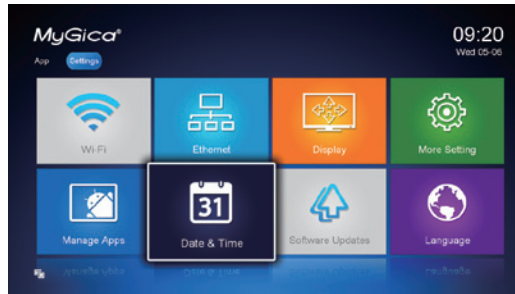 MyGica®
09:20
Wed 05-06
App Settings
Wi-Fi Ethernet Display More Setting
31
Manage Apps Date & Time Software Updates Language